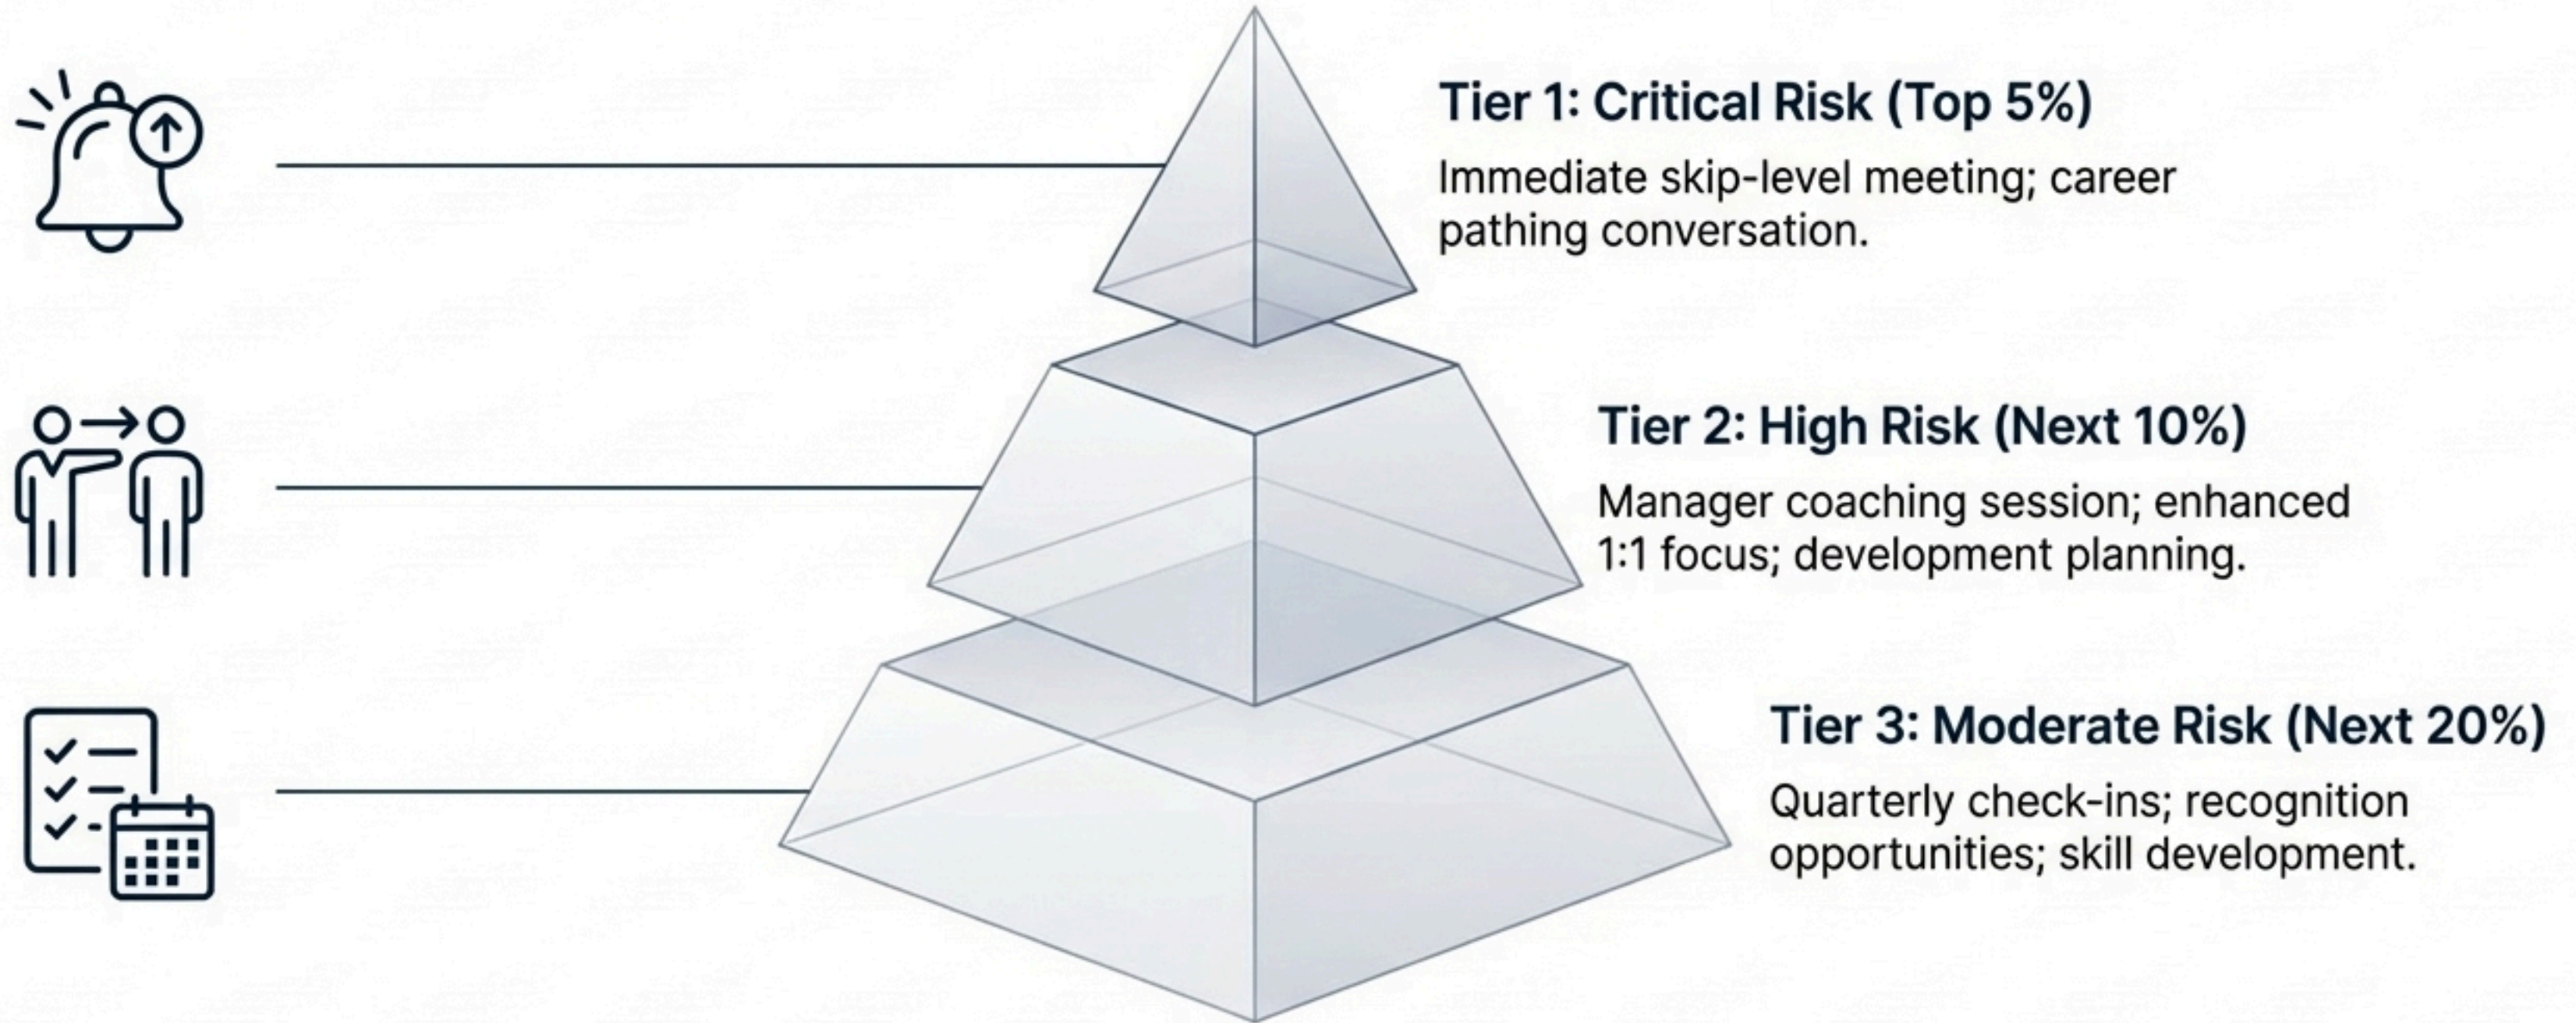 Tier 1: Critical Risk (Top 5%)
Immediate skip-level meeting; career
pathing conversation.
Tier 2: High Risk (Next 10%)
Manager coaching session; enhanced
1:1 focus; development planning.
Tier 3: Moderate Risk (Next 20%)
Quarterly check-ins; recognition
opportunities; skill development.